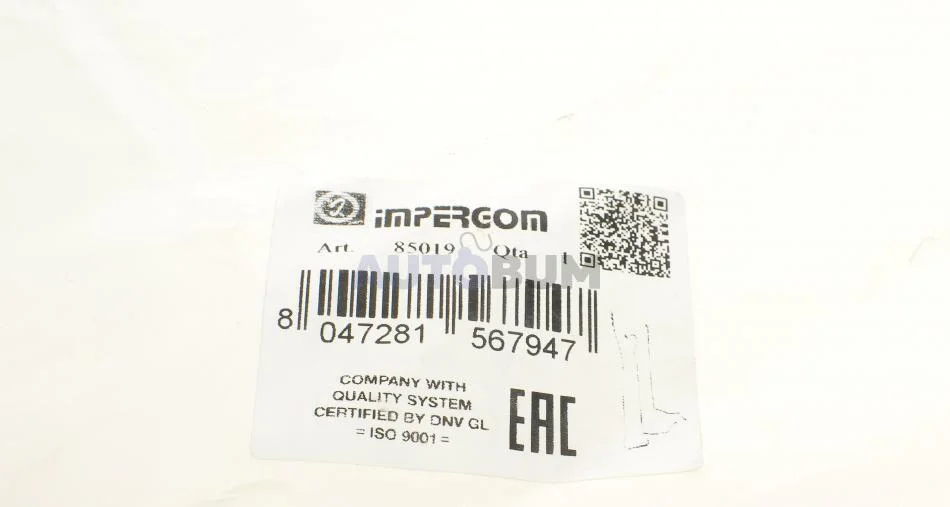 impergom
Art. 85019 Qta 1
AUTOBUM
8 047281 567947
COMPANY WITH
QUALITY SYSTEM
CERTIFIED BY DNV GL
= ISO 9001 =
EAC